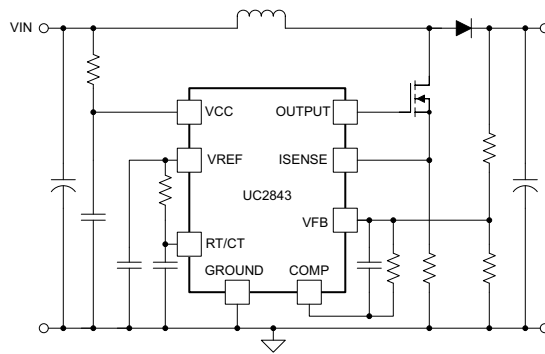 VIN
VCC
OUTPUT
VREF
ISENSE
UC2843
VFB
RT/CT
GROUND
COMP